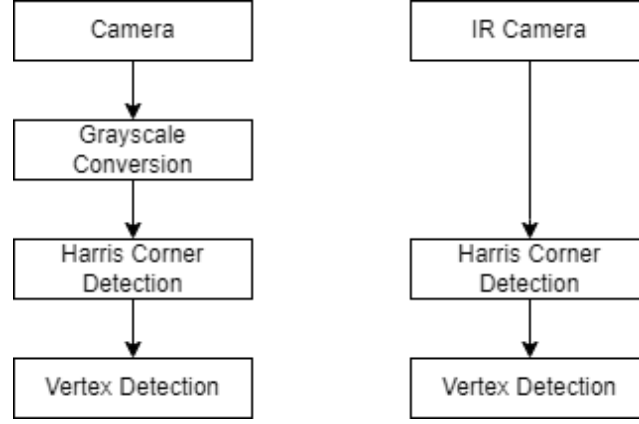 Camera
Grayscale
Conversion
Harris Corner
Detection
Vertex Detection
IR Camera
Harris Corner
Detection
Vertex Detection